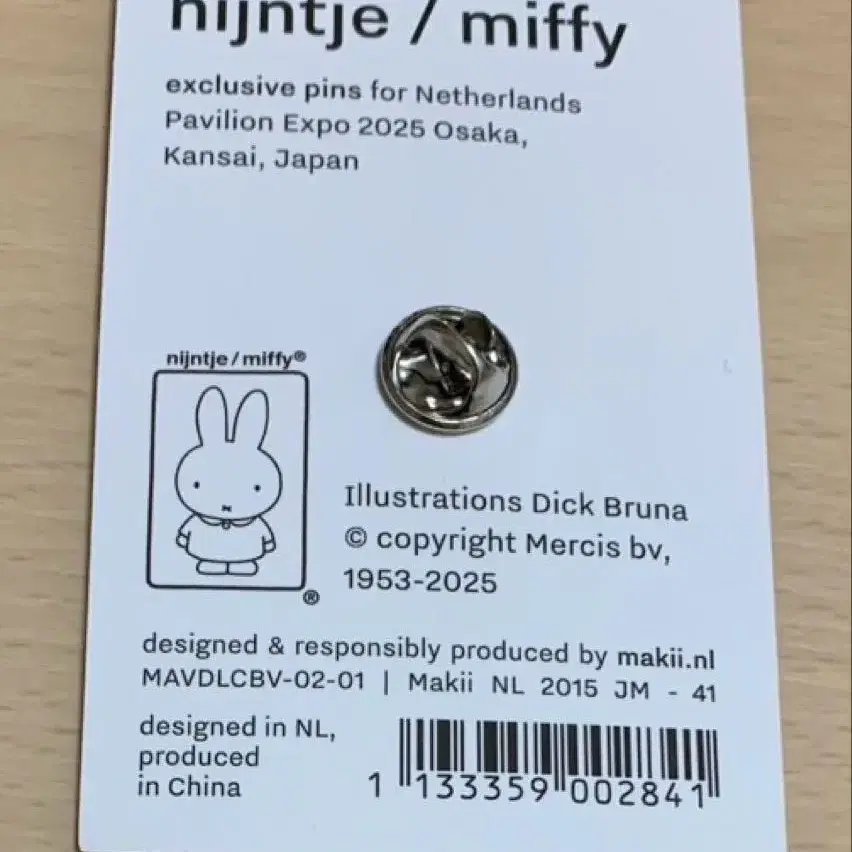 nijntje / miffy
exclusive pins for Netherlands
Pavilion Expo 2025 Osaka,
Kansai, Japan
nijntje / miffy®
®
Illustrations Dick Bruna
© copyright Mercis bv,
1953-2025
designed & responsibly produced by makii.nl
MAVDLCBV-02-01 | Makii NL 2015 JM - 41
designed in NL,
produced
in China
1 133359 002841